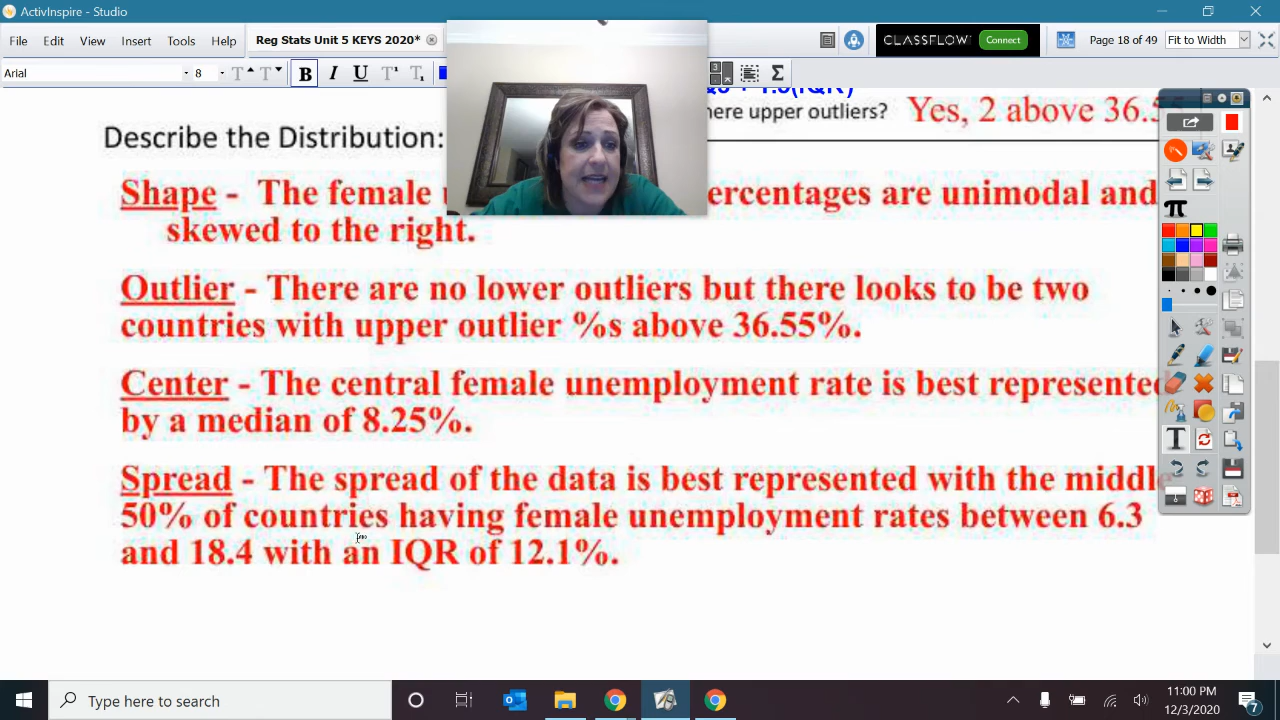 ActivInspire - Studio
File Edit View Insert Tools Help Reg Stats Unit 5 KEYS 2020* CLASSFLOW Connect Page 18 of 49 Fit to Width
Arial 8 B I U T T Σ
here upper outliers? Yes, 2 above 36.5
Describe the Distribution:
Shape - The female percentages are unimodal and
skewed to the right.
Outlier - There are no lower outliers but there looks to be two
countries with upper outlier %s above 36.55%.
Center - The central female unemployment rate is best represented
by a median of 8.25%.
Spread - The spread of the data is best represented with the middle
50% of countries having female unemployment rates between 6.3
and 18.4 with an IQR of 12.1%.
Type here to search
11:00 PM
12/3/2020
7